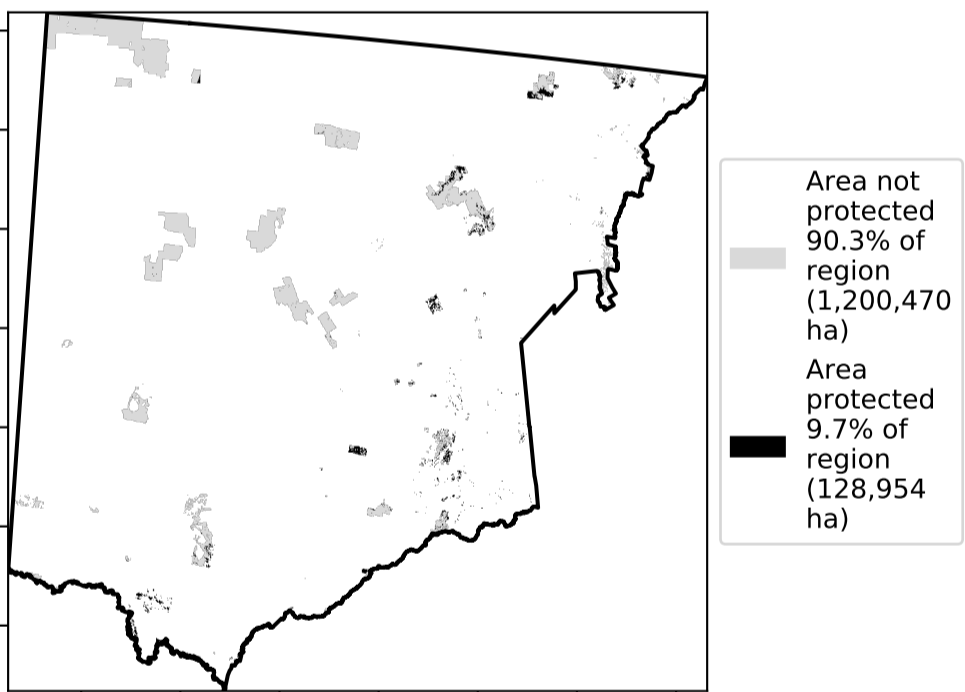 Area not
protected
90.3% of
region
(1,200,470
ha)
Area
protected
9.7% of
region
(128,954
ha)